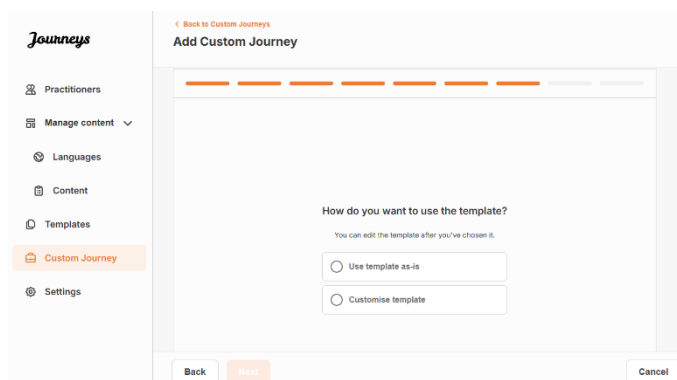 Journeys
Practitioners
Manage content
Languages
Content
Templates
Custom Journey
Settings
< Back to Custom Journeys
Add Custom Journey
How do you want to use the template?
You can edit the template after you've chosen it.
Use template as-is
Customise template
Back
Next
Cancel